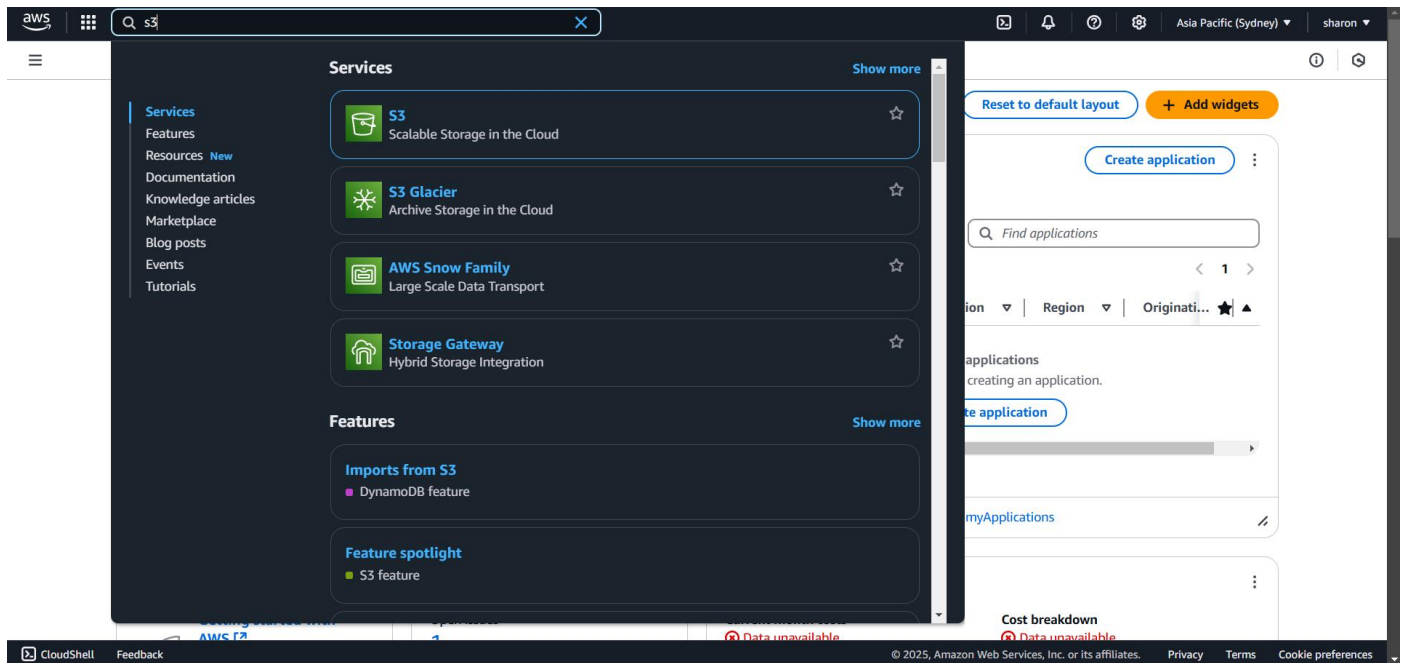 aws
s3
Asia Pacific (Sydney) ▼
sharon ▼
Services
Features
Resources New
Documentation
Knowledge articles
Marketplace
Blog posts
Events
Tutorials
Services
Show more
S3
Scalable Storage in the Cloud
S3 Glacier
Archive Storage in the Cloud
AWS Snow Family
Large Scale Data Transport
Storage Gateway
Hybrid Storage Integration
Features
Show more
Imports from S3
DynamoDB feature
Feature spotlight
S3 feature
Reset to default layout
+ Add widgets
Create application
Find applications
1
ion
Region
Originati...
applications
creating an application.
te application
myApplications
Getting started with
AWS
Cost breakdown
Data unavailable
Data unavailable
CloudShell
Feedback
© 2025, Amazon Web Services, Inc. or its affiliates.
Privacy
Terms
Cookie preferences